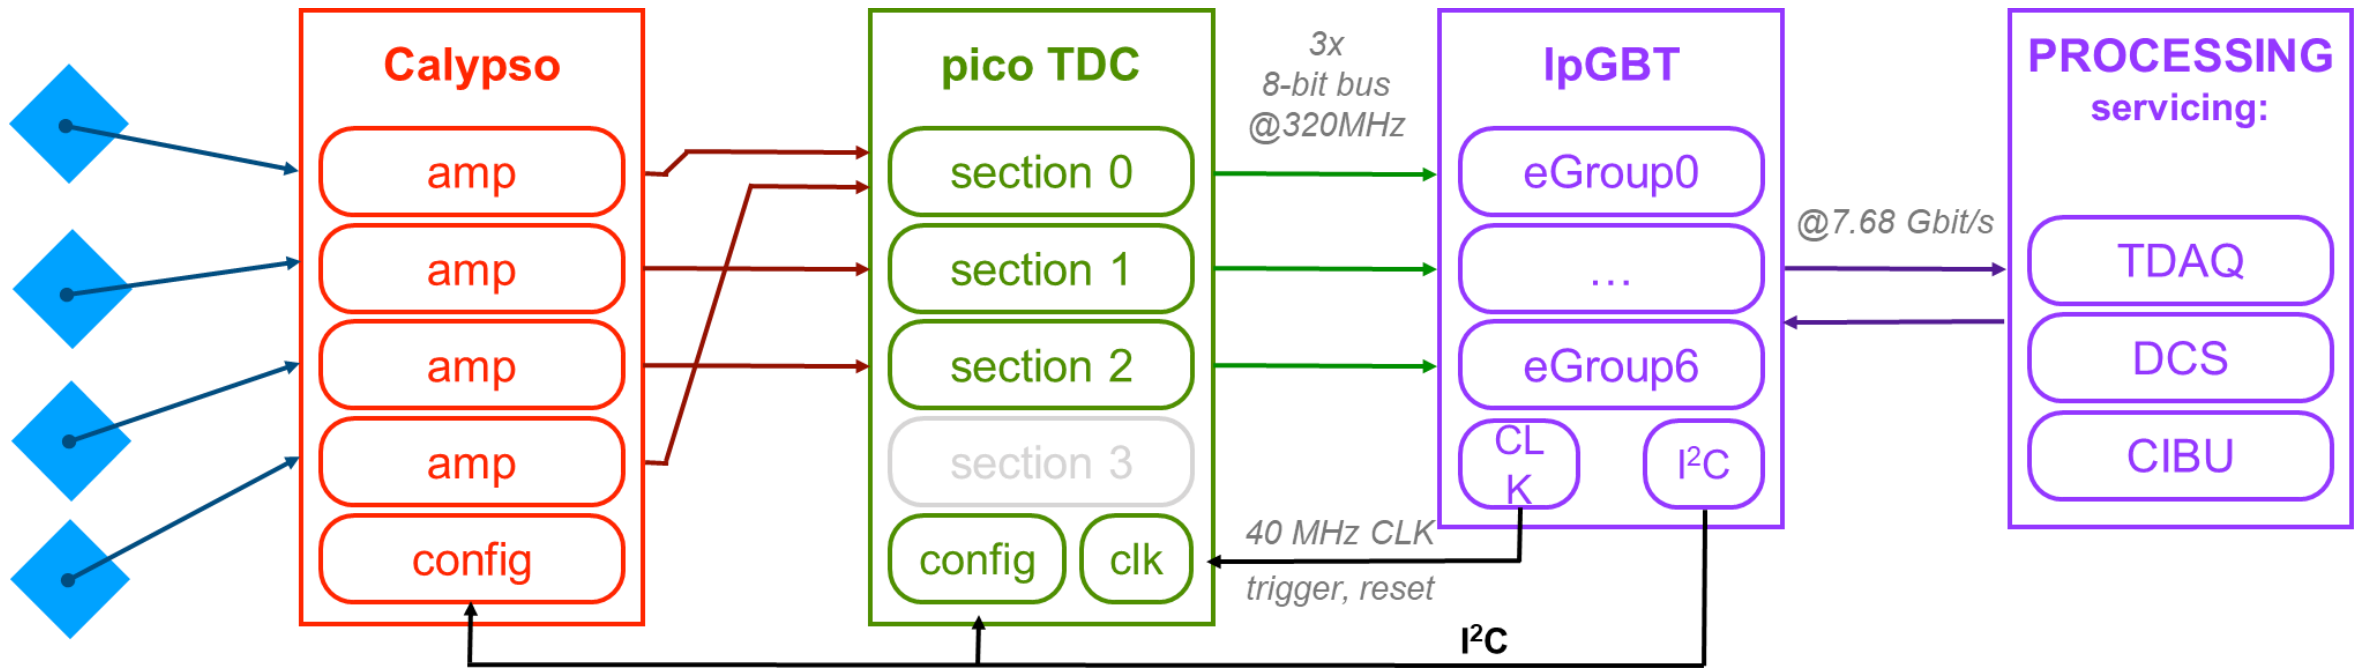 Calypso
amp
amp
amp
amp
config
pico TDC
section 0
section 1
section 2
section 3
config
clk
3x
8-bit bus
@320MHz
40 MHz CLK
trigger, reset
lpGBT
eGroup0
...
eGroup6
CL
K
I²C
I²C
@7.68 Gbit/s
PROCESSING
servicing:
TDAQ
DCS
CIBU